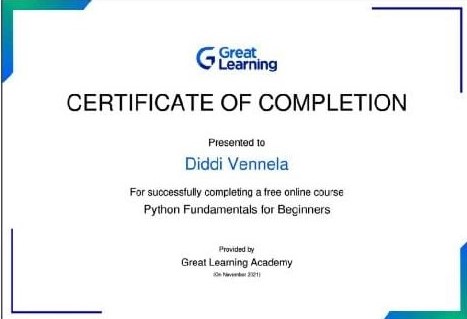 Great
Learning
CERTIFICATE OF COMPLETION
Presented to
Diddi Vennela
For successfully completing a free online course
Python Fundamentals for Beginners
Provided by
Great Learning Academy
(On November 2021)